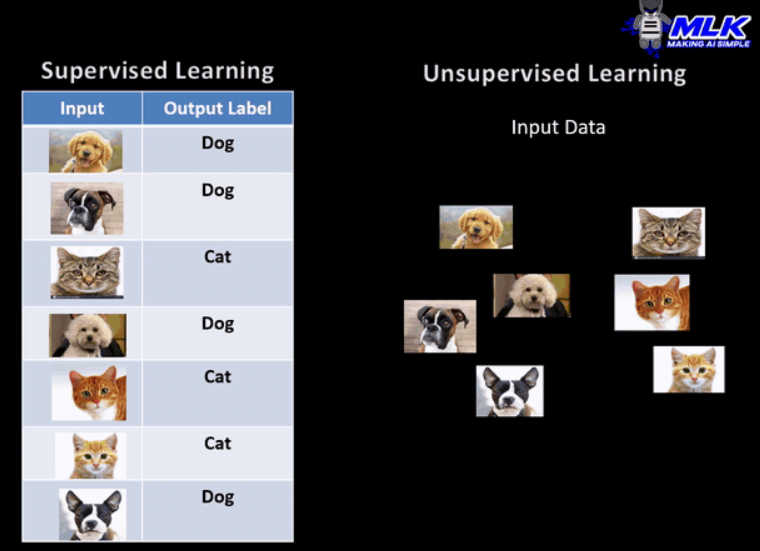 MLK
MAKING AI SIMPLE
Supervised Learning
Unsupervised Learning
Input Output Label
Input Data
Dog
Dog
Cat
Dog
Cat
Cat
Dog